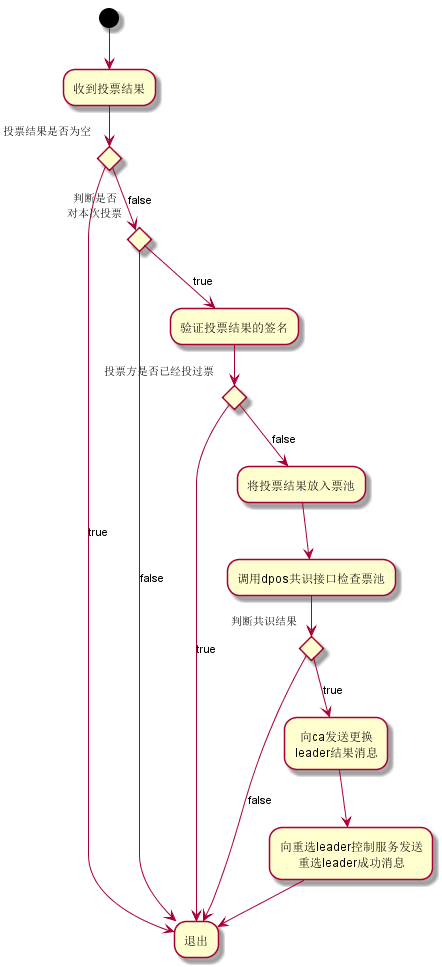 收到投票结果
投票结果是否为空
判断是否
对本次投票
false
true
验证投票结果的签名
投票方是否已经投过票
false
将投票结果放入票池
true
false
调用dpos共识接口检查票池
判断共识结果
true
true
向ca发送更换
leader结果消息
false
向重选leader控制服务发送
重选leader成功消息
退出